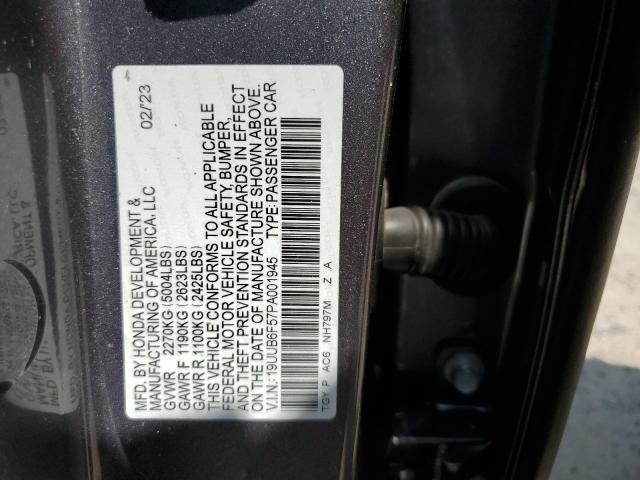 MFD. BY HONDA DEVELOPMENT &
MANUFACTURING OF AMERICA, LLC 02/'23
GVWR 2270KG (5004LBS)
GAWR F 1190KG (2623LBS)
GAWR R 1100KG (2425LBS)
THIS VEHICLE CONFORMS TO ALL APPLICABLE
FEDERAL MOTOR VEHICLE SAFETY, BUMPER,
AND THEFT PREVENTION STANDARDS IN EFFECT
ON THE DATE OF MANUFACTURE SHOWN ABOVE.
V.I.N.: 19UUB6F57PA001945 TYPE: PASSENGER CAR
TGY P AC6 NH797M Z A